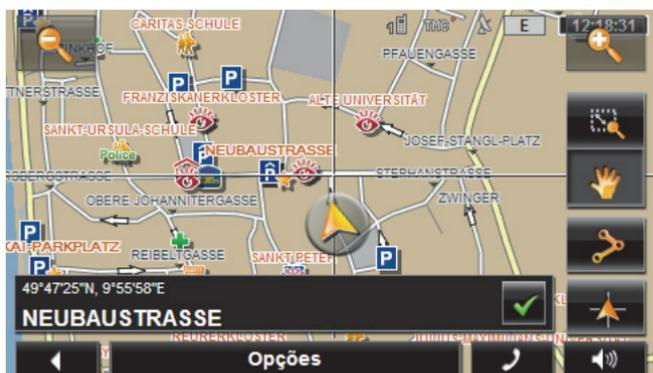 CARITAS-SCHULE
TMC
E
12:18:31
PFAUENGASSE
FRANZISKANERKLOSTER
ALTE UNIVERSITÄT
SANKT-URSULA-SCHULE
JOSEF-STANGL-PLATZ
Police
NEUBAUSTRASSE
STEPHANSTRASSE
OBERE JOHANNITERGASSE
ZWINGER
KAI-PARKPLATZ
REIBELTGASSE
SANKT PETER
49°47'25"N, 9°55'58"E
NEUBAUSTRASSE
REURERKLOSTER
Opções